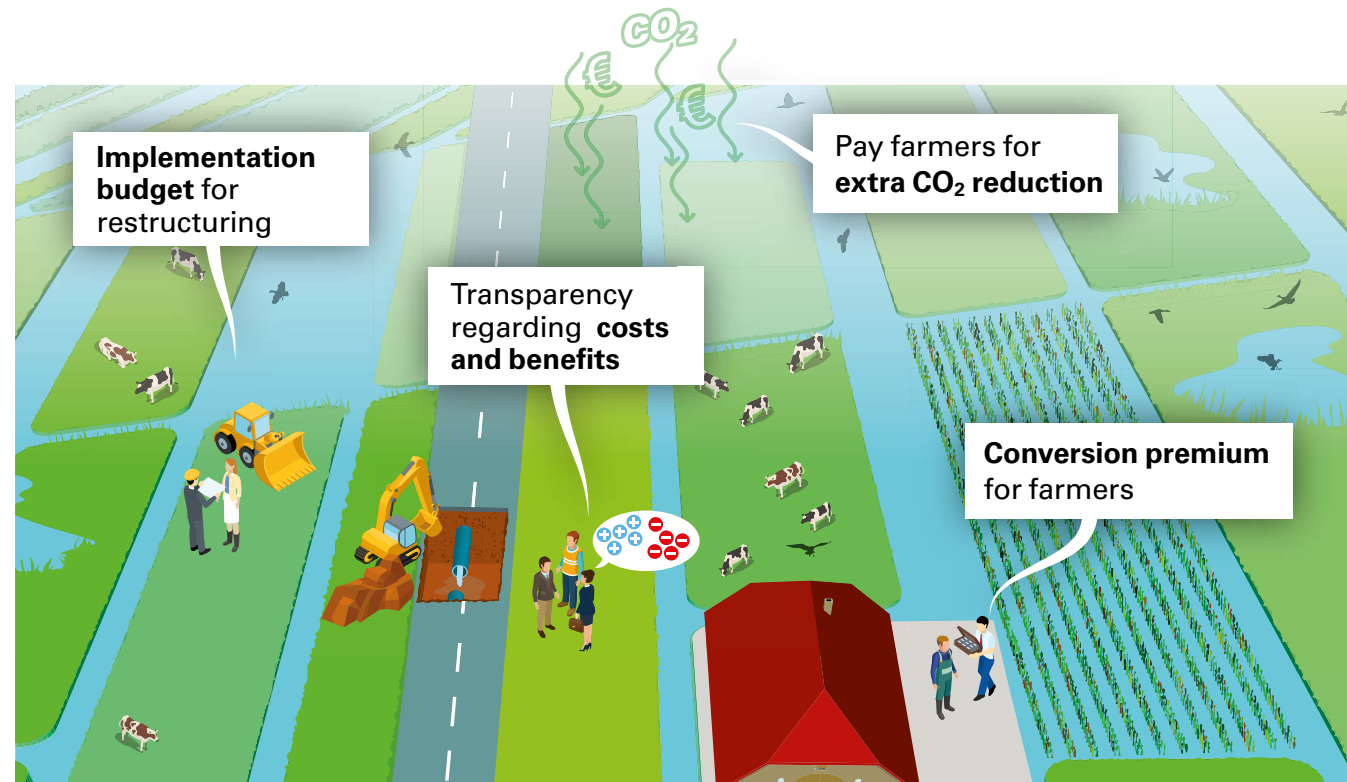 CO₂
€
€
Implementation
budget for
restructuring
Pay farmers for
extra CO₂ reduction
Transparency
regarding costs
and benefits
Conversion premium
for farmers